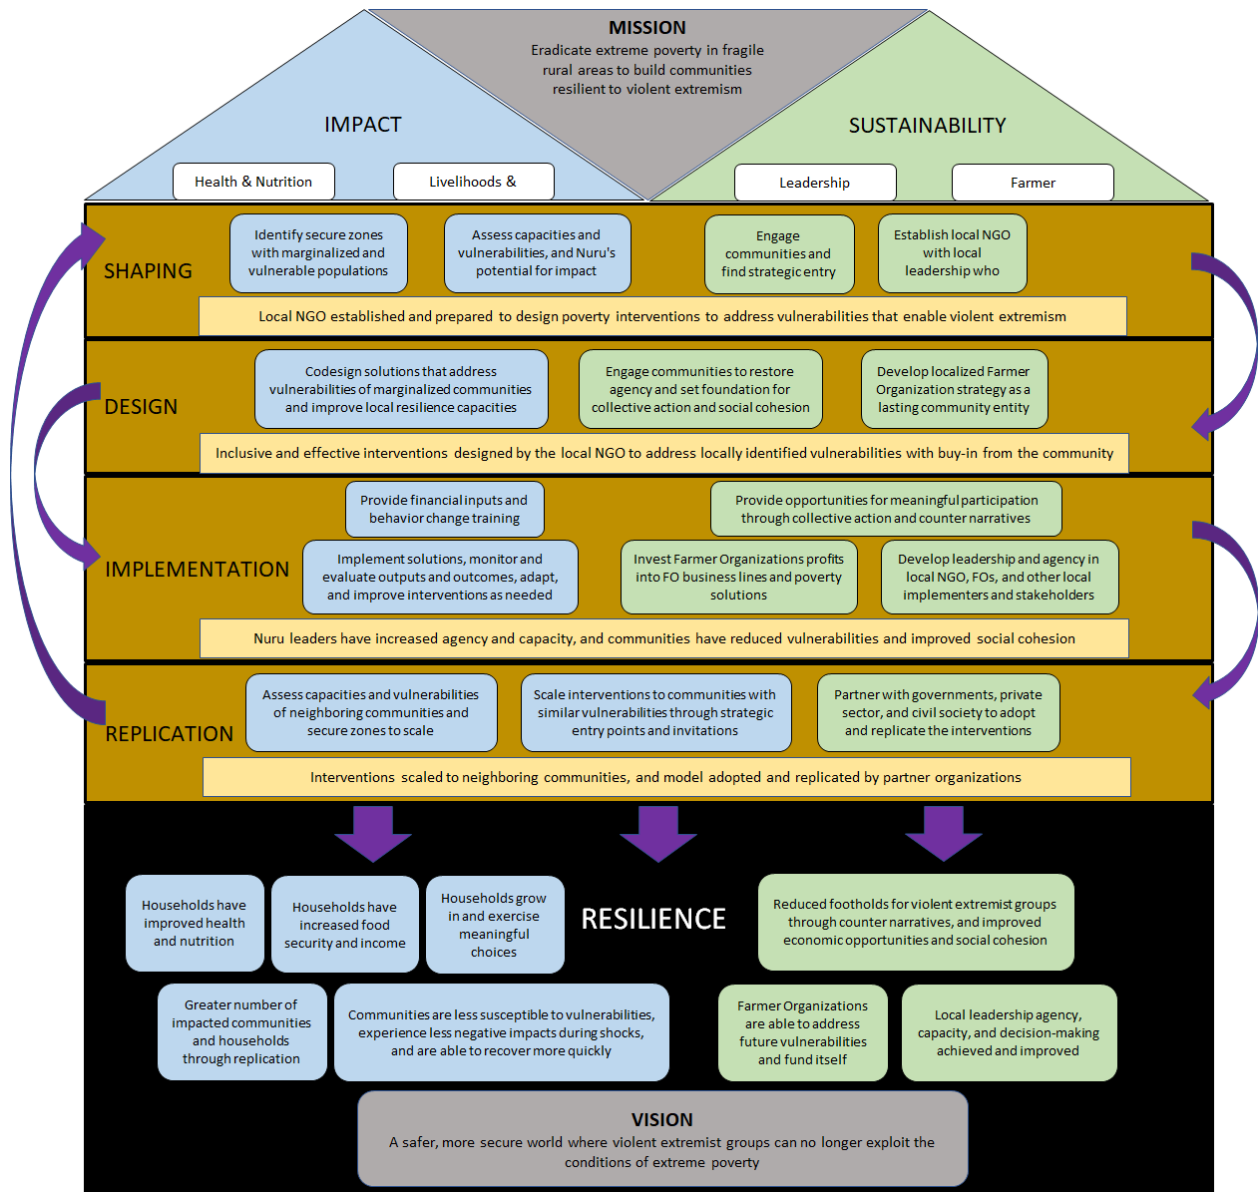 MISSION
Eradicate extreme poverty in fragile
rural areas to build communities
resilient to violent extremism
IMPACT
SUSTAINABILITY
Health & Nutrition
Livelihoods &
Leadership
Farmer
SHAPING
Identify secure zones
with marginalized and
vulnerable populations
Assess capacities and
vulnerabilities, and Nuru's
potential for impact
Engage
communities and
find strategic entry
Establish local NGO
with local
leadership who
Local NGO established and prepared to design poverty interventions to address vulnerabilities that enable violent extremism
DESIGN
Codesign solutions that address
vulnerabilities of marginalized communities
and improve local resilience capacities
Engage communities to restore
agency and set foundation for
collective action and social cohesion
Develop localized Farmer
Organization strategy as a
lasting community entity
Inclusive and effective interventions designed by the local NGO to address locally identified vulnerabilities with buy-in from the community
IMPLEMENTATION
Provide financial inputs and
behavior change training
Provide opportunities for meaningful participation
through collective action and counter narratives
Implement solutions, monitor and
evaluate outputs and outcomes, adapt,
and improve interventions as needed
Invest Farmer Organizations profits
into FO business lines and poverty
solutions
Develop leadership and agency in
local NGO, FOs, and other local
implementers and stakeholders
Nuru leaders have increased agency and capacity, and communities have reduced vulnerabilities and improved social cohesion
REPLICATION
Assess capacities and vulnerabilities
of neighboring communities and
secure zones to scale
Scale interventions to communities with
similar vulnerabilities through strategic
entry points and invitations
Partner with governments, private
sector, and civil society to adopt
and replicate the interventions
Interventions scaled to neighboring communities, and model adopted and replicated by partner organizations
RESILIENCE
Households have
improved health
and nutrition
Households have
increased food
security and income
Households grow
in and exercise
meaningful
choices
Reduced footholds for violent extremist groups
through counter narratives, and improved
economic opportunities and social cohesion
Greater number of
impacted communities
and households
through replication
Communities are less susceptible to vulnerabilities,
experience less negative impacts during shocks,
and are able to recover more quickly
Farmer Organizations
are able to address
future vulnerabilities
and fund itself
Local leadership agency,
capacity, and decision-making
achieved and improved
VISION
A safer, more secure world where violent extremist groups can no longer exploit the
conditions of extreme poverty